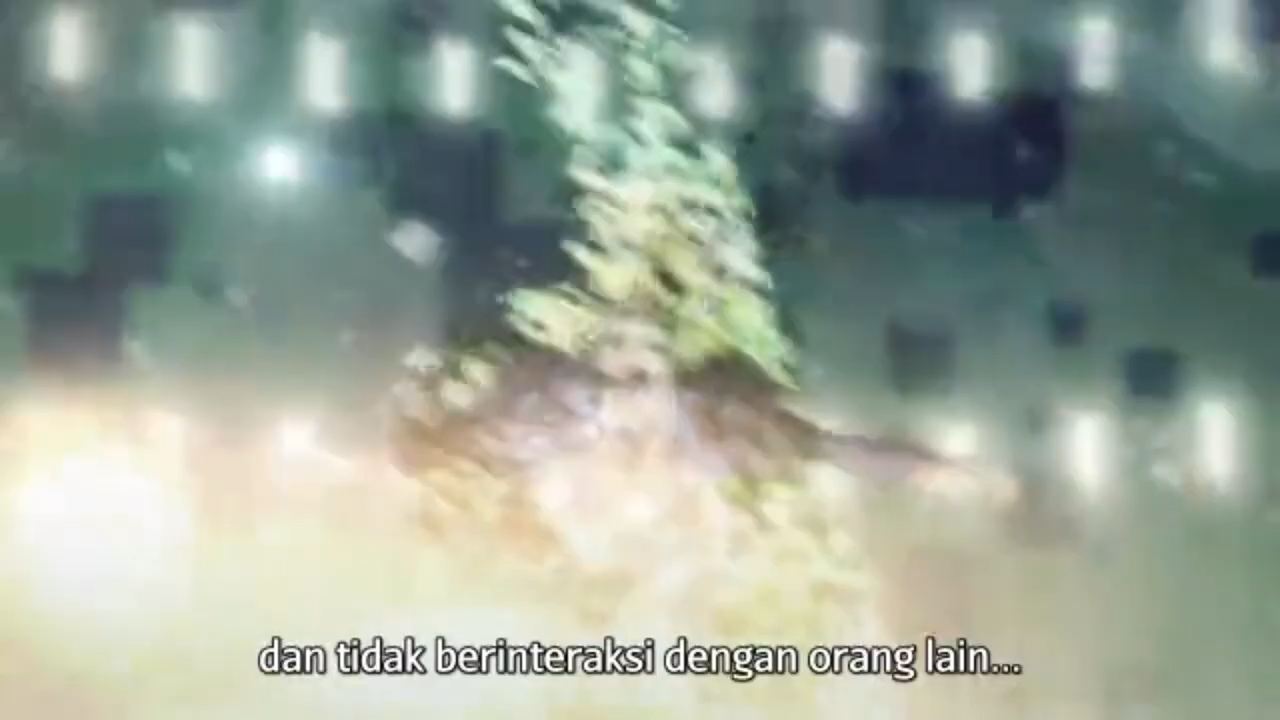 dan tidak berinteraksi dengan orang lain...